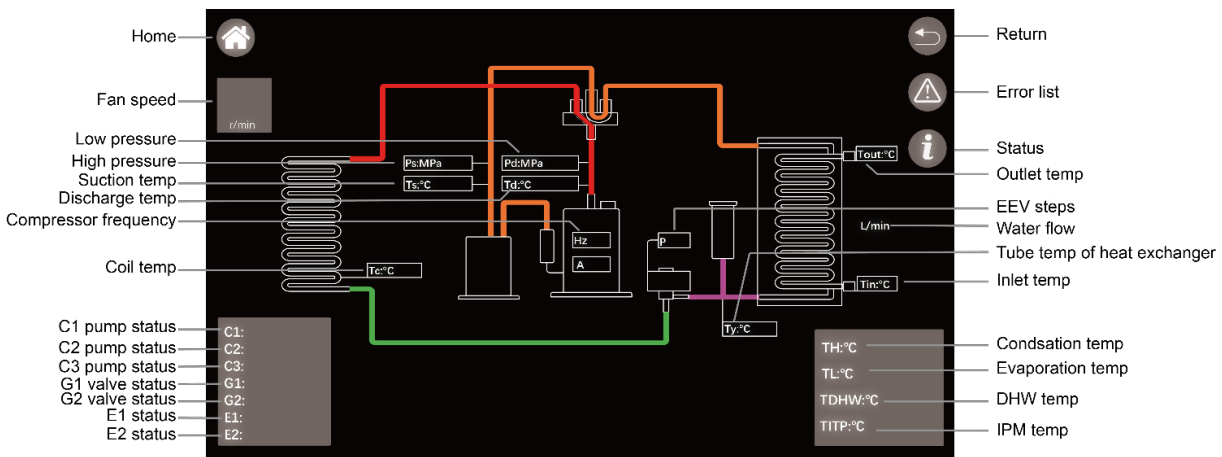 Home
Fan speed
r/min
Low pressure
High pressure
Suction temp
Discharge temp
Compressor frequency
Coil temp
C1 pump status
C2 pump status
C3 pump status
G1 valve status
G2 valve status
E1 status
E2 status
Ps:MPa
Pd:MPa
Ts:°C
Td:°C
Hz
A
Tc:°C
P
Ty:°C
C1:
C2:
C3:
G1:
G2:
E1:
E2:
Tout:°C
L/min
Tin:°C
TH:°C
TL:°C
TDHW:°C
TITP:°C
Return
Error list
i
Status
Outlet temp
EEV steps
Water flow
Tube temp of heat exchanger
Inlet temp
Condsation temp
Evaporation temp
DHW temp
IPM temp